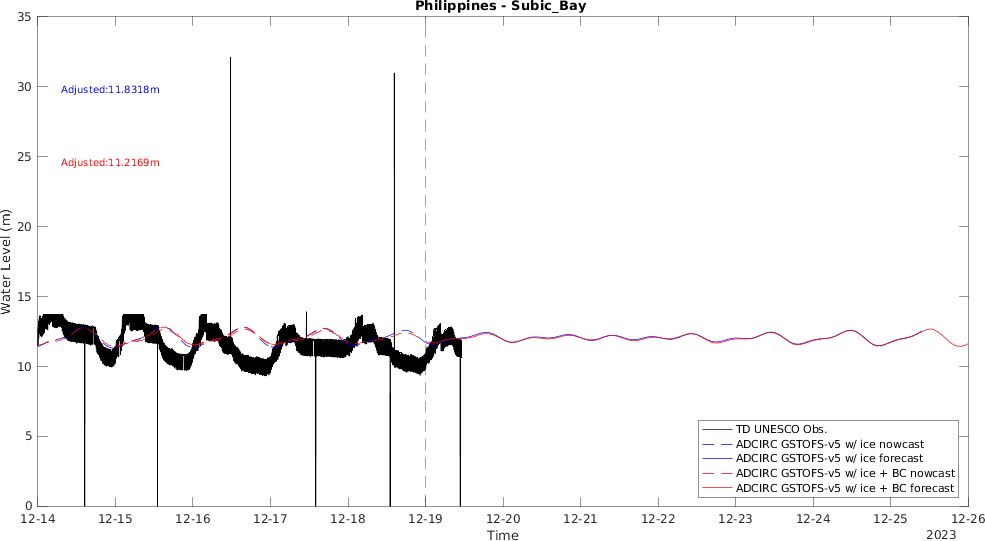 Philippines - Subic_Bay
35
30
25
20
15
10
5
0
Water Level (m)
Adjusted:11.8318m
Adjusted:11.2169m
TD UNESCO Obs.
ADCIRC GSTOFS-v5 w/ ice nowcast
ADCIRC GSTOFS-v5 w/ ice forecast
ADCIRC GSTOFS-v5 w/ ice + BC nowcast
ADCIRC GSTOFS-v5 w/ ice + BC forecast
12-14 12-15 12-16 12-17 12-18 12-19 12-20 12-21 12-22 12-23 12-24 12-25 12-26
Time
2023